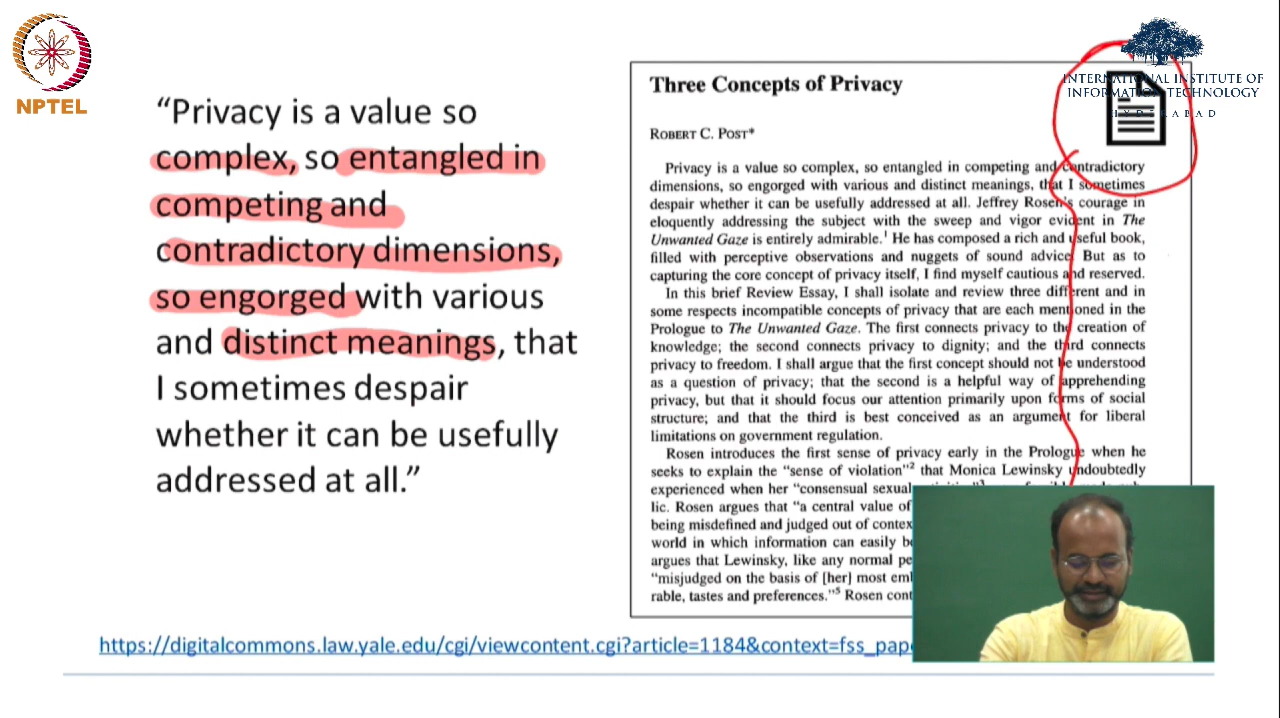 NPTEL
“Privacy is a value so
complex, so entangled in
competing and
contradictory dimensions,
so engorged with various
and distinct meanings, that
I sometimes despair
whether it can be usefully
addressed at all.”
Three Concepts of Privacy
ROBERT C. POST*
Privacy is a value so complex, so entangled in competing and contradictory
dimensions, so engorged with various and distinct meanings, that I sometimes
despair whether it can be usefully addressed at all. Jeffrey Rosen's courage in
eloquently addressing the subject with the sweep and vigor evident in The
Unwanted Gaze is entirely admirable.1 He has composed a rich and useful book,
filled with perceptive observations and nuggets of sound advice. But as to
capturing the core concept of privacy itself, I find myself cautious and reserved.
In this brief Review Essay, I shall isolate and review three different and in
some respects incompatible concepts of privacy that are each mentioned in the
Prologue to The Unwanted Gaze. The first connects privacy to the creation of
knowledge; the second connects privacy to dignity; and the third connects
privacy to freedom. I shall argue that the first concept should not be understood
as a question of privacy; that the second is a helpful way of apprehending
privacy, but that it should focus our attention primarily upon forms of social
structure; and that the third is best conceived as an argument for liberal
limitations on government regulation.
Rosen introduces the first sense of privacy early in the Prologue when he
seeks to explain the “sense of violation”2 that Monica Lewinsky undoubtedly
experienced when her “consensual sexual
lic. Rosen argues that “a central value of
being misdefined and judged out of contex
world in which information can easily be
argues that Lewinsky, like any normal pe
“misjudged on the basis of [her] most em
rable, tastes and preferences.”5 Rosen cont
INTERNATIONAL INSTITUTE OF
INFORMATION TECHNOLOGY
HYDERABAD
https://digitalcommons.law.yale.edu/cgi/viewcontent.cgi?article=1184&context=fss_pap